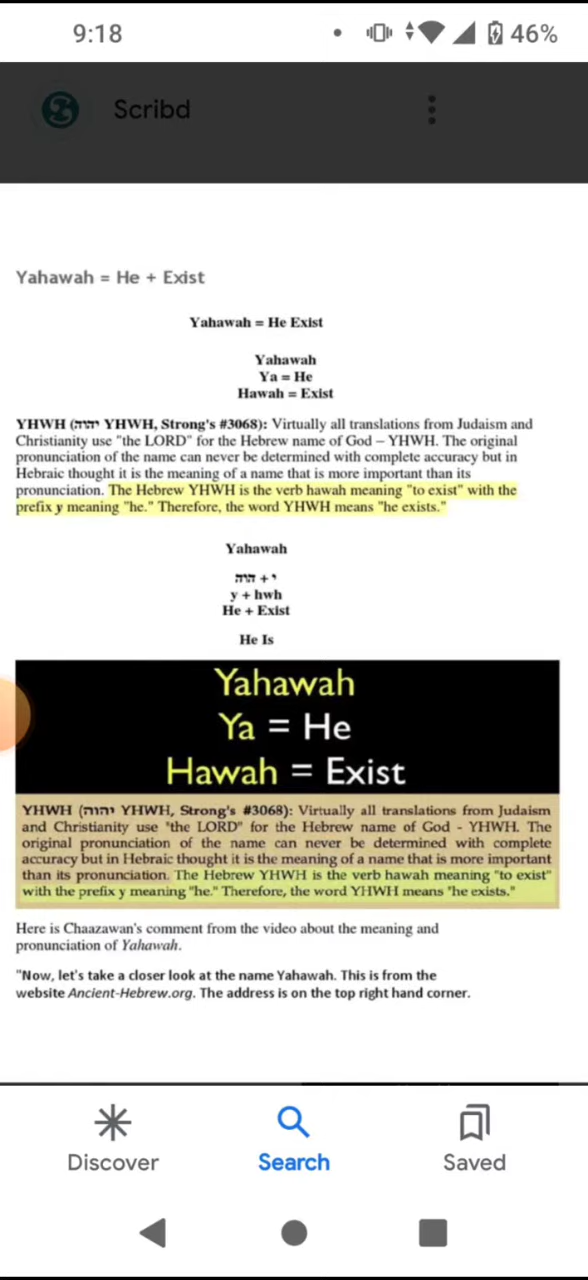 9:18
46%
Scribd
Yahawah = He + Exist
Yahawah = He Exist
Yahawah
Ya = He
Hawah = Exist
YHWH (יהוה YHWH, Strong's #3068): Virtually all translations from Judaism and
Christianity use "the LORD" for the Hebrew name of God – YHWH. The original
pronunciation of the name can never be determined with complete accuracy but in
Hebraic thought it is the meaning of a name that is more important than its
pronunciation. The Hebrew YHWH is the verb hawah meaning "to exist" with the
prefix y meaning "he." Therefore, the word YHWH means "he exists."
Yahawah
י + הוה
y + hwh
He + Exist
He Is
Yahawah
Ya = He
Hawah = Exist
YHWH (יהוה YHWH, Strong's #3068): Virtually all translations from Judaism
and Christianity use "the LORD" for the Hebrew name of God - YHWH. The
original pronunciation of the name can never be determined with complete
accuracy but in Hebraic thought it is the meaning of a name that is more important
than its pronunciation. The Hebrew YHWH is the verb hawah meaning "to exist"
with the prefix y meaning "he." Therefore, the word YHWH means "he exists."
Here is Chaazawan's comment from the video about the meaning and
pronunciation of Yahawah.
"Now, let's take a closer look at the name Yahawah. This is from the
website Ancient-Hebrew.org. The address is on the top right hand corner.
Discover
Search
Saved